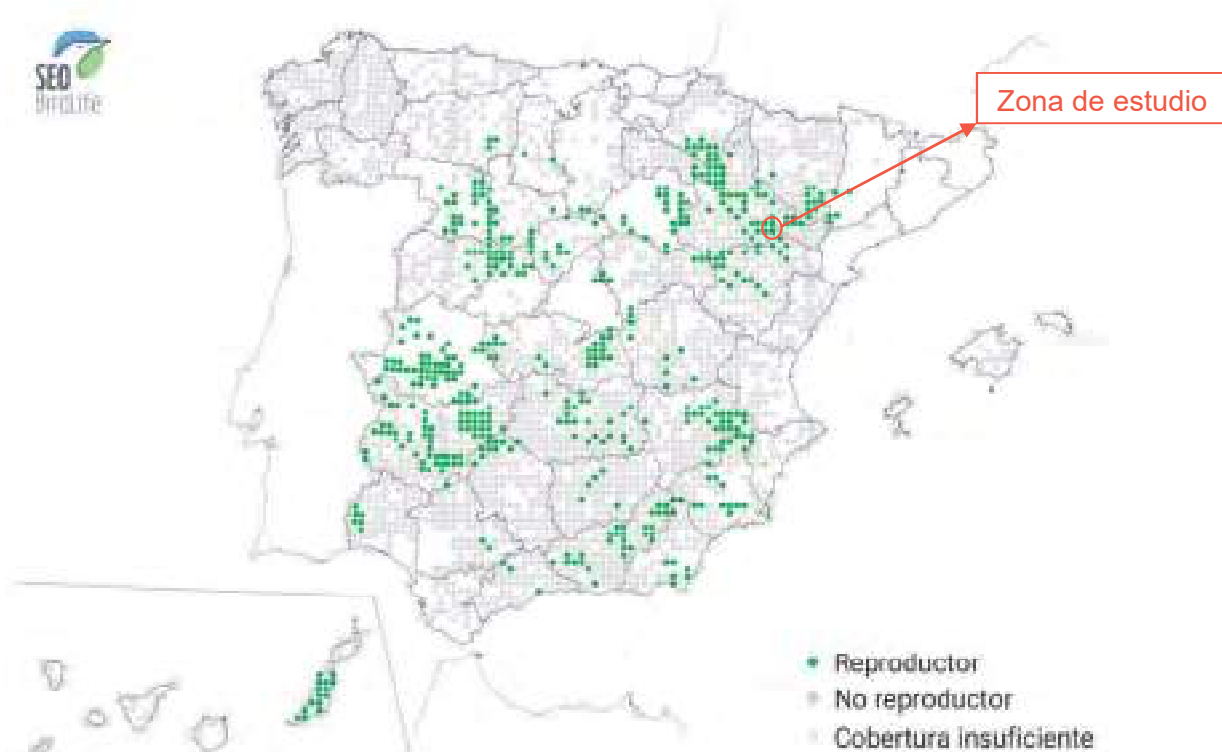 SEO
BirdLife
Zona de estudio
Reproductor
No reproductor
Cobertura insuficiente